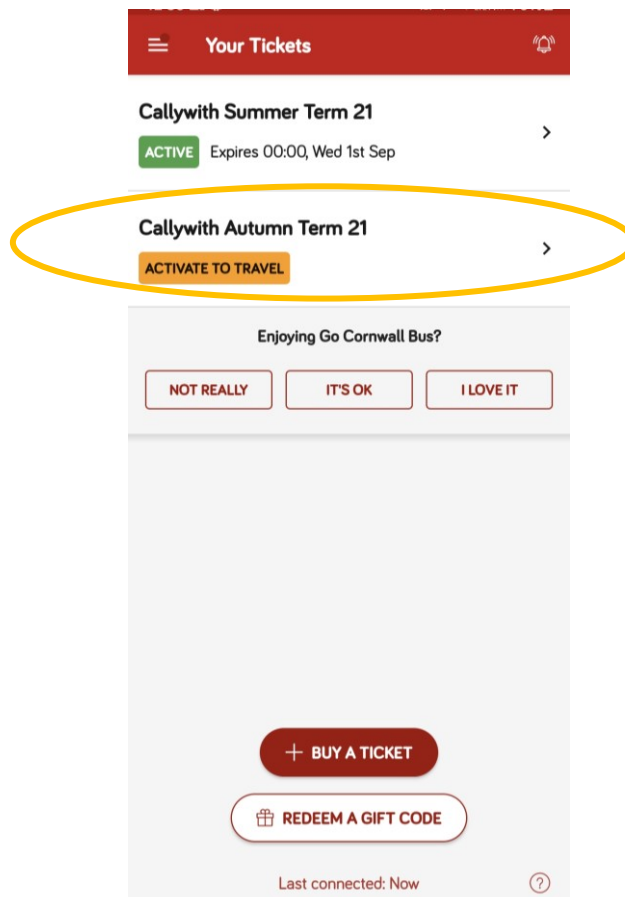 Your Tickets
Callywith Summer Term 21
ACTIVE Expires 00:00, Wed 1st Sep
Callywith Autumn Term 21
ACTIVATE TO TRAVEL
Enjoying Go Cornwall Bus?
NOT REALLY IT'S OK I LOVE IT
+ BUY A TICKET
REDEEM A GIFT CODE
Last connected: Now ?